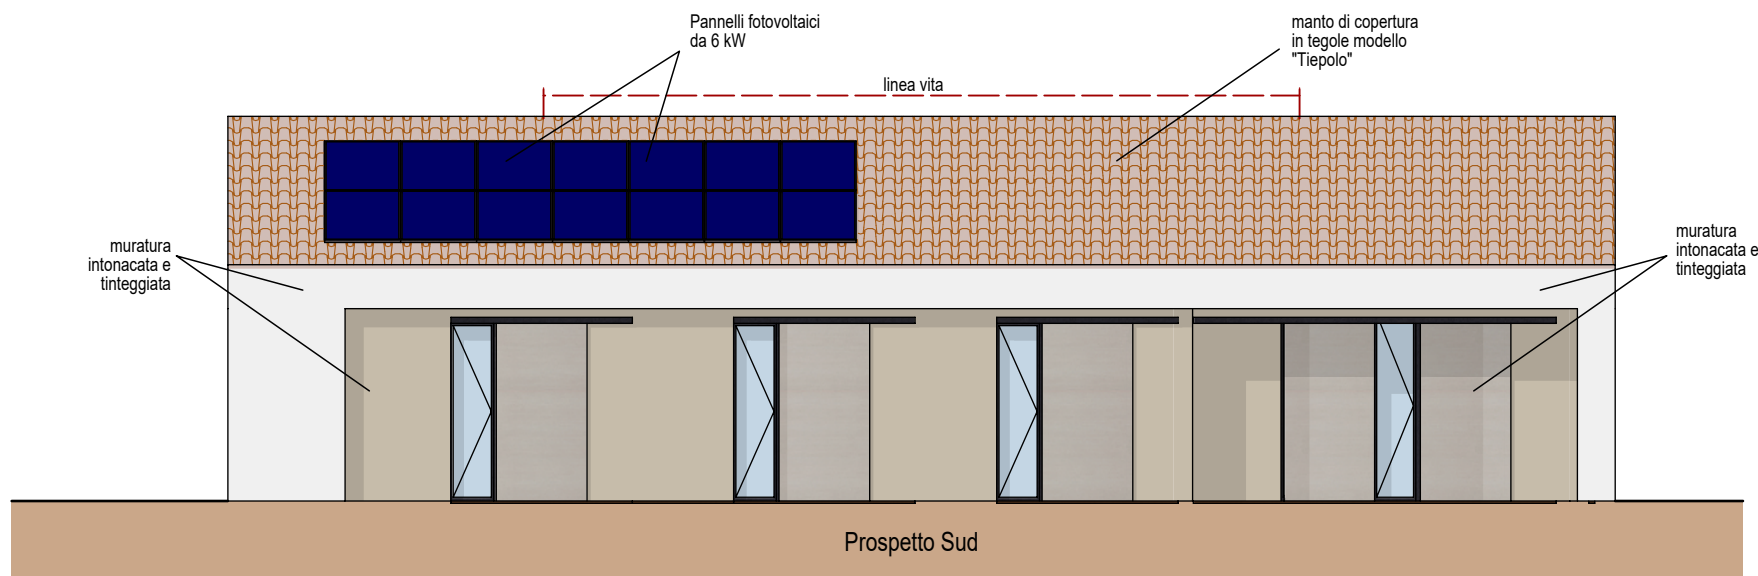 Pannelli fotovoltaici
da 6 kW
manto di copertura
in tegole modello
"Tiepolo"
linea vita
muratura
intonacata e
tinteggiata
muratura
intonacata e
tinteggiata
Prospetto Sud